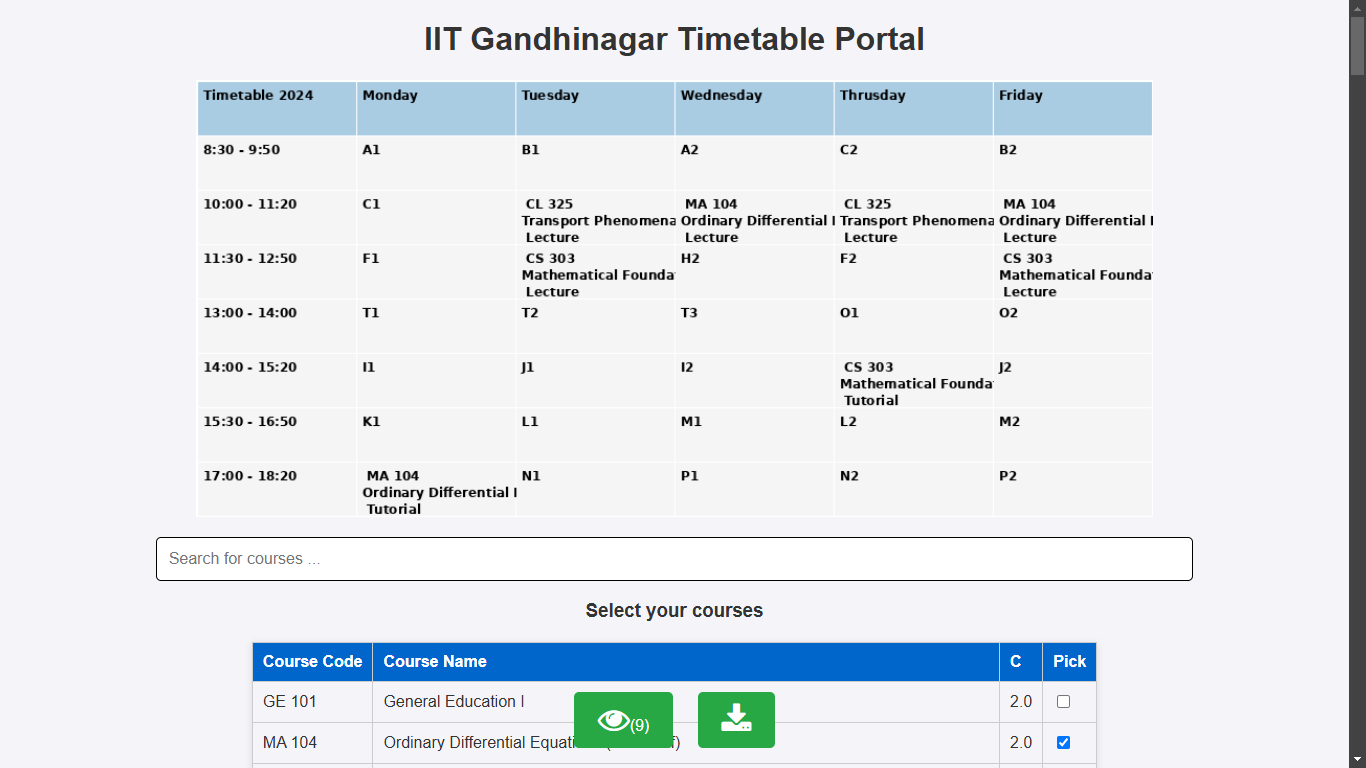 IIT Gandhinagar Timetable Portal
Timetable 2024 Monday Tuesday Wednesday Thrusday Friday
8:30 - 9:50 A1 B1 A2 C2 B2
10:00 - 11:20 C1 CL 325 MA 104 CL 325 MA 104
Transport Phenomena Ordinary Differential Transport Phenomena Ordinary Differential
Lecture Lecture Lecture Lecture
11:30 - 12:50 F1 CS 303 H2 F2 CS 303
Mathematical Founda Mathematical Founda
Lecture Lecture
13:00 - 14:00 T1 T2 T3 O1 O2
14:00 - 15:20 I1 J1 I2 CS 303 J2
Mathematical Founda
Tutorial
15:30 - 16:50 K1 L1 M1 L2 M2
17:00 - 18:20 MA 104 N1 P1 N2 P2
Ordinary Differential
Tutorial
Search for courses ...
Select your courses
Course Code Course Name C Pick
GE 101 General Education I 2.0
(9)
MA 104 Ordinary Differential 2.0